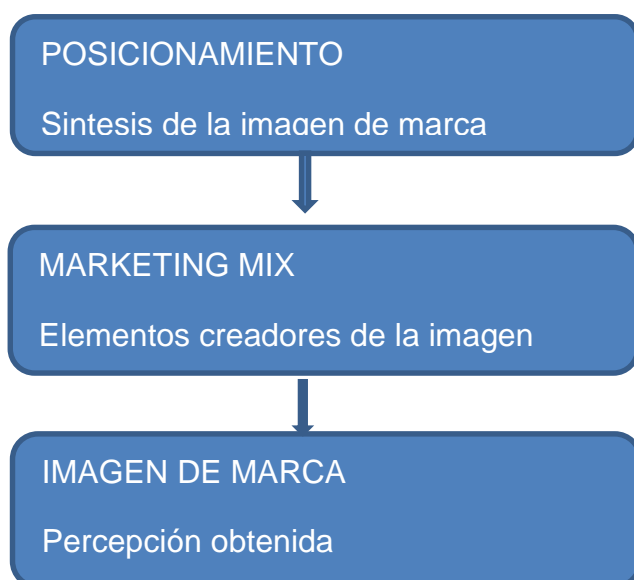 POSICIONAMIENTO
Sintesis de la imagen de marca
MARKETING MIX
Elementos creadores de la imagen
IMAGEN DE MARCA
Percepción obtenida